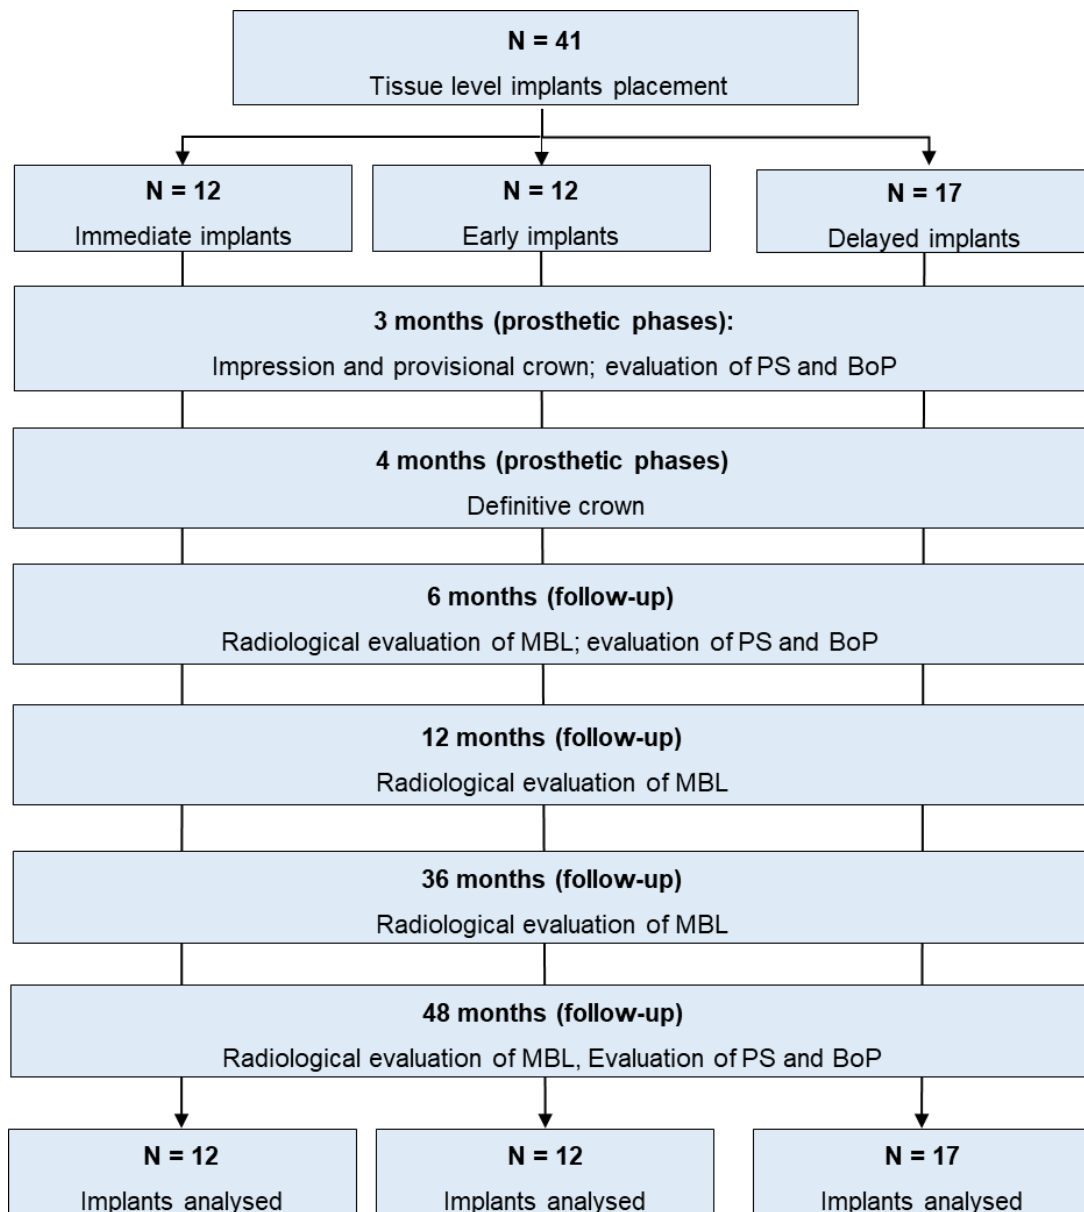 N = 41
Tissue level implants placement
N = 12
Immediate implants
N = 12
Early implants
N = 17
Delayed implants
3 months (prosthetic phases):
Impression and provisional crown; evaluation of PS and BoP
4 months (prosthetic phases)
Definitive crown
6 months (follow-up)
Radiological evaluation of MBL; evaluation of PS and BoP
12 months (follow-up)
Radiological evaluation of MBL
36 months (follow-up)
Radiological evaluation of MBL
48 months (follow-up)
Radiological evaluation of MBL, Evaluation of PS and BoP
N = 12
Implants analysed
N = 12
Implants analysed
N = 17
Implants analysed